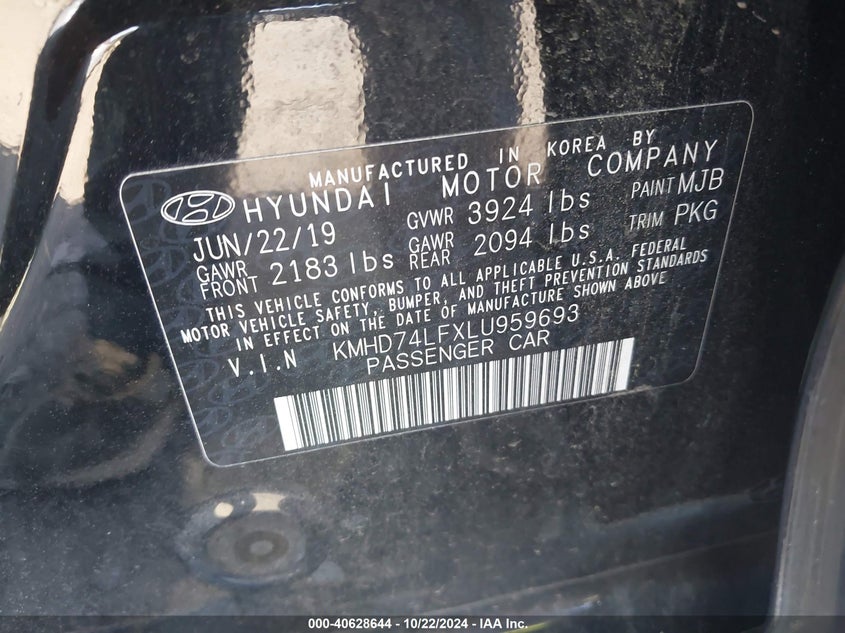 MANUFACTURED IN KOREA BY
HYUNDAI MOTOR COMPANY
JUN/22/19 GVWR 3924 lbs PAINT MJB
GAWR FRONT 2183 lbs GAWR REAR 2094 lbs TRIM PKG
THIS VEHICLE CONFORMS TO ALL APPLICABLE U.S.A. FEDERAL
MOTOR VEHICLE SAFETY, BUMPER, AND THEFT PREVENTION STANDARDS
IN EFFECT ON THE DATE OF MANUFACTURE SHOWN ABOVE
V.I.N KMHD74LFXLU959693
PASSENGER CAR
000-40628644 / 10/22/2024 - IAA Inc.